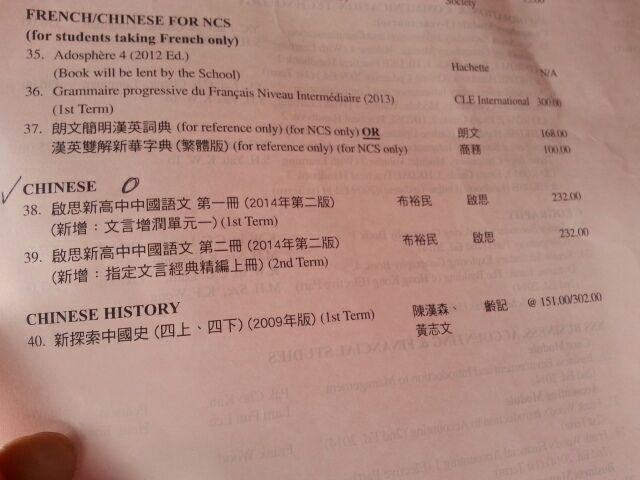 Society
FRENCH/CHINESE FOR NCS
(for students taking French only)
35. Adosphère 4 (2012 Ed.)
(Book will be lent by the School) Hachette N/A
36. Grammaire progressive du Français Niveau Intermédiaire (2013) CLE International 300.00
(1st Term)
37. 朗文簡明漢英詞典 (for reference only) (for NCS only) OR 朗文 168.00
漢英雙解新華字典 (繁體版) (for reference only) (for NCS only) 商務 100.00
✓ CHINESE O
38. 啟思新高中中國語文 第一冊 (2014年第二版) 布裕民 啟思 232.00
(新增：文言增潤單元一) (1st Term)
39. 啟思新高中中國語文 第二冊 (2014年第二版) 布裕民 啟思 232.00
(新增：指定文言經典精編上冊) (2nd Term)
CHINESE HISTORY
40. 新探索中國史 (四上、四下) (2009年版) (1st Term) 陳漢森、 齡記 @ 151.00/302.00
黃志文